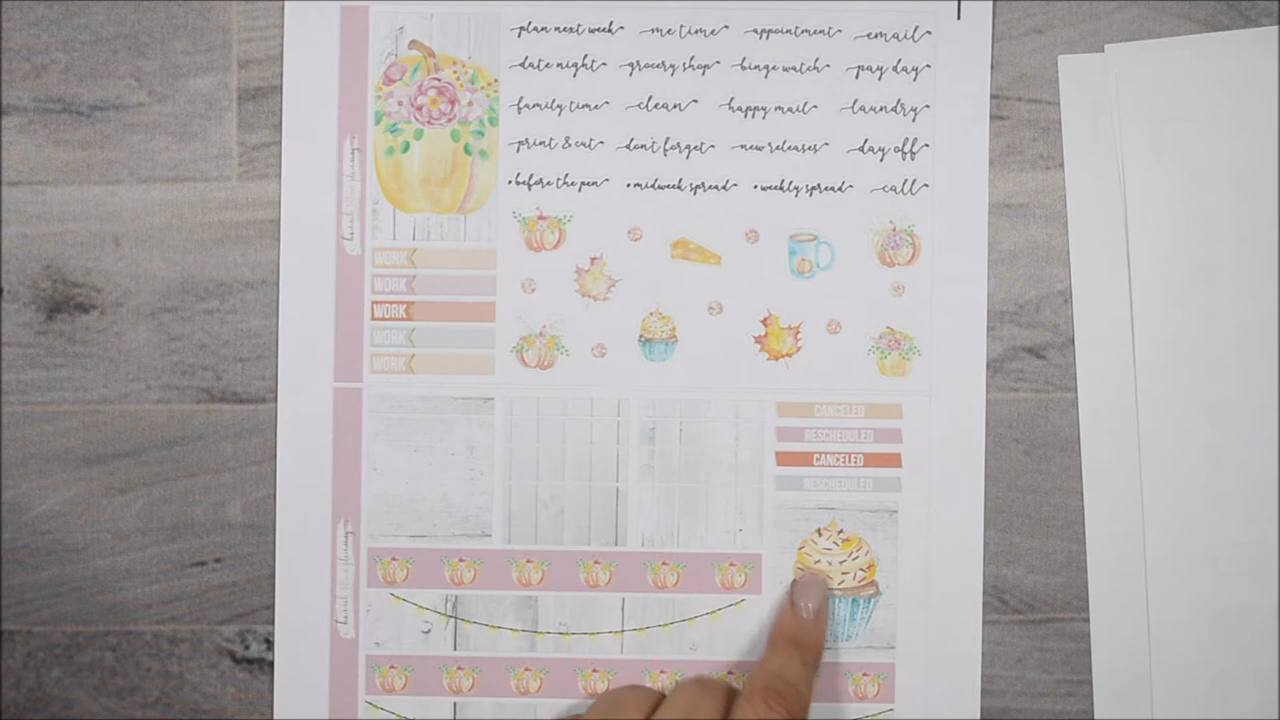 plan next week me time appointment email
date night grocery shop binge watch pay day
family time clean happy mail laundry
print & cut don't forget new releases day off
•before the pen •midweek spread •weekly spread call
WORK
WORK
WORK
WORK
WORK
CANCELED
RESCHEDULED
CANCELED
RESCHEDULED